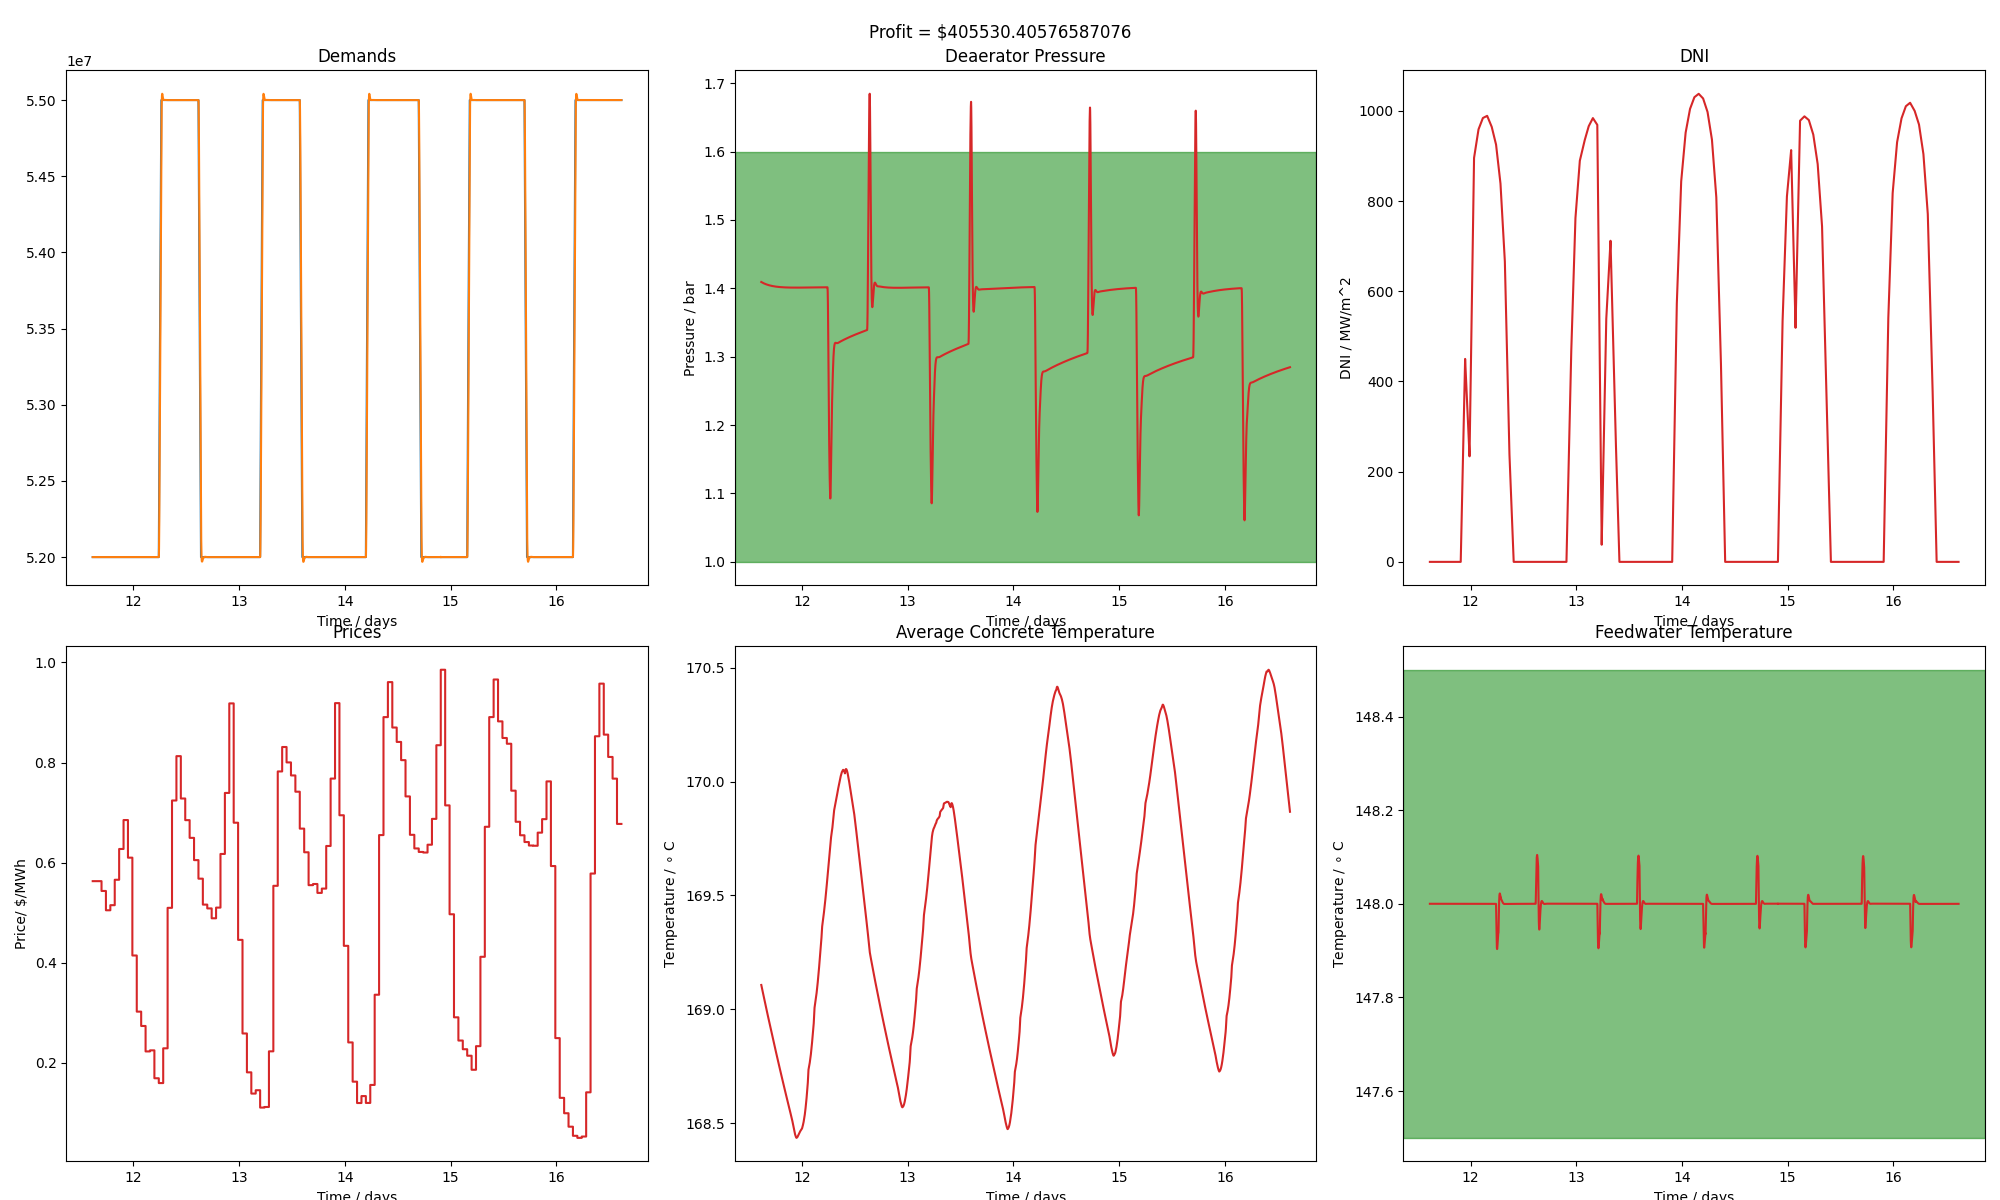 Profit = $405530.40576587076
Demands
1e7
5.50
5.45
5.40
5.35
5.30
5.25
5.20
12 13 14 15 16
Time / days
Deaerator Pressure
Pressure / bar
1.7
1.6
1.5
1.4
1.3
1.2
1.1
1.0
12 13 14 15 16
Time / days
DNI
DNI / MW/m^2
1000
800
600
400
200
0
12 13 14 15 16
Time / days
Prices
Price/ $/MWh
1.0
0.8
0.6
0.4
0.2
12 13 14 15 16
Time / days
Average Concrete Temperature
Temperature / ∘ C
170.5
170.0
169.5
169.0
168.5
12 13 14 15 16
Time / days
Feedwater Temperature
Temperature / ∘ C
148.4
148.2
148.0
147.8
147.6
12 13 14 15 16
Time / days